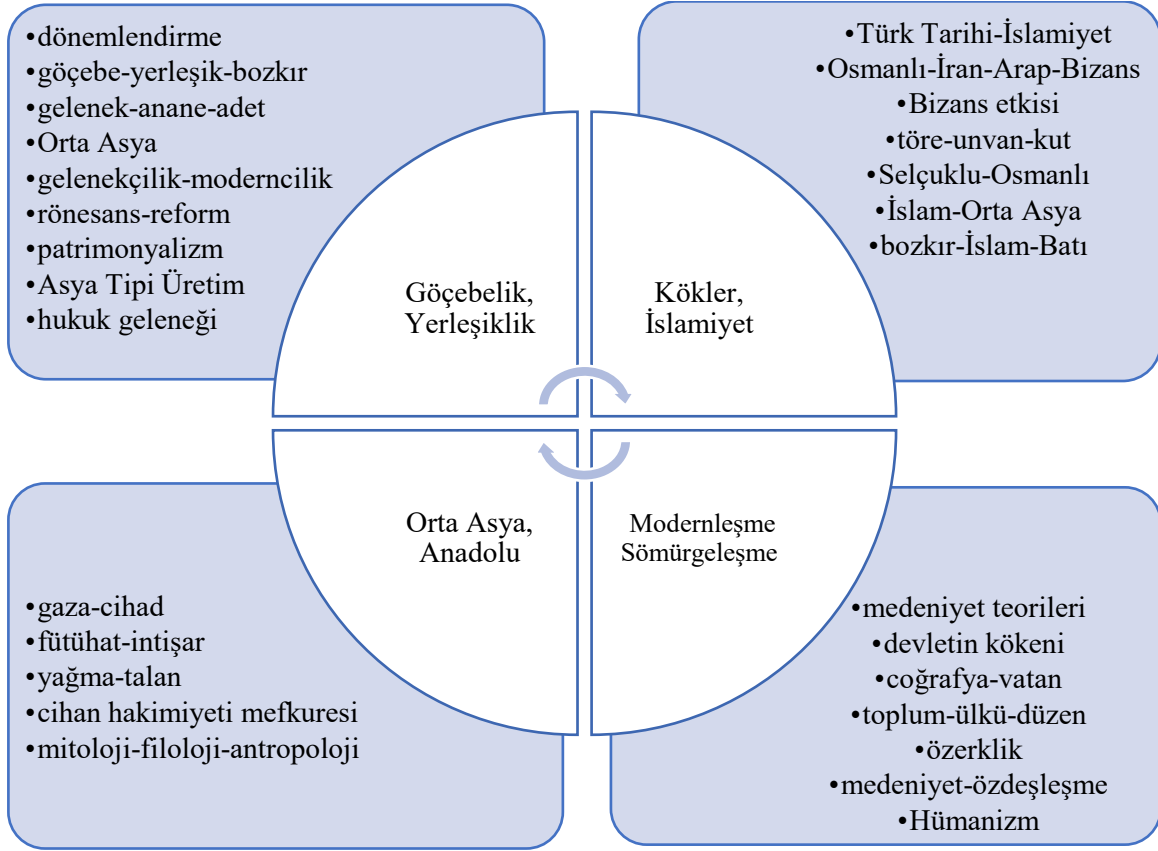 •dönemlendirme
•göçebe-yerleşik-bozkır
•gelenek-anane-adet
•Orta Asya
•gelenekçilik-moderncilik
•rönesans-reform
•patrimonyalizm
•Asya Tipi Üretim
•hukuk geleneği
•Türk Tarihi-İslamiyet
•Osmanlı-İran-Arap-Bizans
•Bizans etkisi
•töre-unvan-kut
•Selçuklu-Osmanlı
•İslam-Orta Asya
•bozkır-İslam-Batı
Göçebelik,
Yerleşiklik
Kökler,
İslamiyet
Orta Asya,
Anadolu
Modernleşme
Sömürgeleşme
•gaza-cihad
•fütühat-intişar
•yağma-talan
•cihan hakimiyeti mefkuresi
•mitoloji-filoloji-antropoloji
•medeniyet teorileri
•devletin kökeni
•coğrafya-vatan
•toplum-ülkü-düzen
•özerklik
•medeniyet-özdeşleşme
•Hümanizm